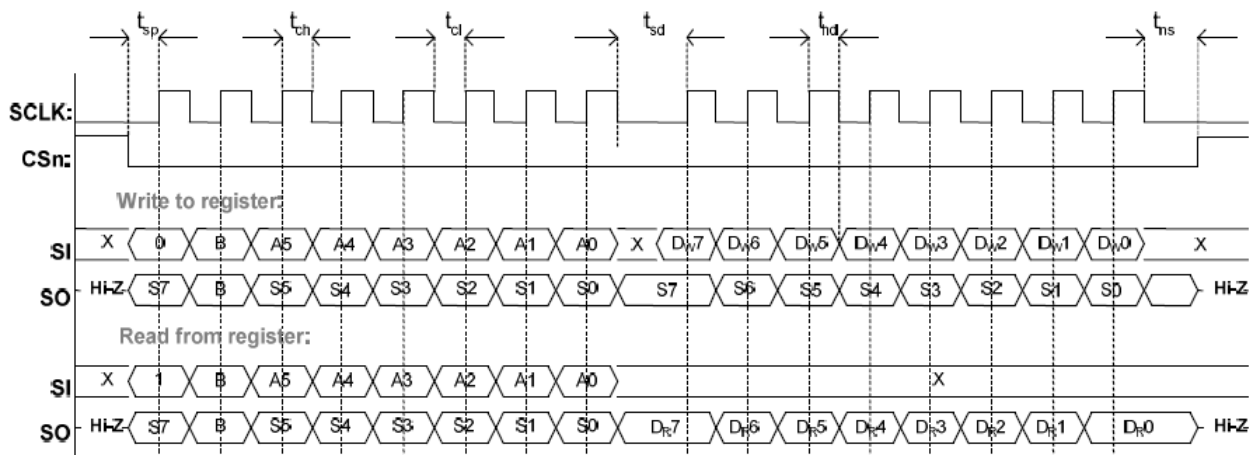 tsp tch tcl tsd thd tns
SCLK:
CSn:
Write to register:
SI X 0 B A5 A4 A3 A2 A1 A0 X DW7 DW6 DW5 DW4 DW3 DW2 DW1 DW0 X
SO Hi-Z S7 B S5 S4 S3 S2 S1 S0 S7 S6 S5 S4 S3 S2 S1 S0 Hi-Z
Read from register:
SI X 1 B A5 A4 A3 A2 A1 A0 X
SO Hi-Z S7 B S5 S4 S3 S2 S1 S0 DR7 DR6 DR5 DR4 DR3 DR2 DR1 DR0 Hi-Z